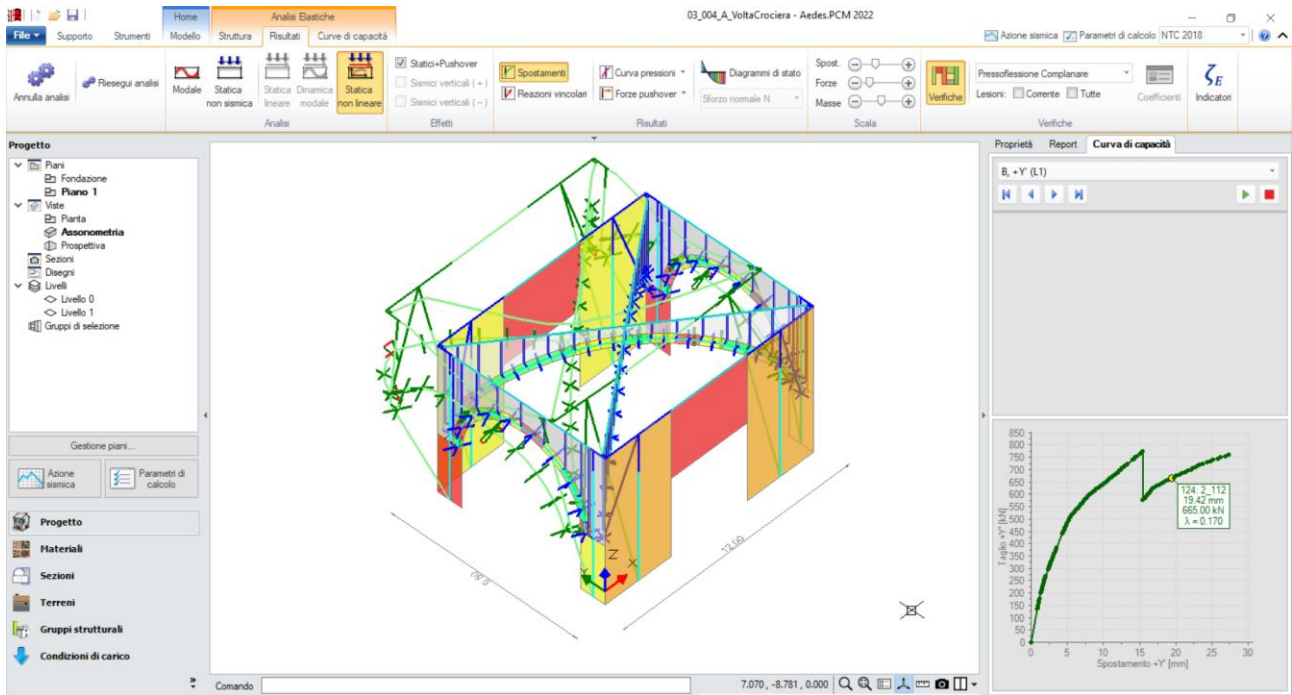 03_004_A_VoltaCrociera - Aedes.PCM 2022
Home
Analisi Elastiche
File
Supporto
Strumenti
Modello
Struttura
Risultati
Curve di capacità
Azione sismica
Parametri di calcolo
NTC 2018
Annulla analisi
Riesegui analisi
Modale
Statica non sismica
Statica lineare
Dinamica modale
Statica non lineare
Analisi
Statici+Pushover
Sismici verticali (+)
Sismici verticali (–)
Effetti
Spostamenti
Reazioni vincolari
Curva pressioni
Forze pushover
Diagrammi di stato
Sforzo normale N
Risultati
Spost.
Forze
Masse
Scala
Verifiche
Pressoflessione Complanare
Lesioni:
Corrente
Tutte
Coefficienti
Verifiche
ζE
Indicatori
Progetto
Piani
Fondazione
Piano 1
Viste
Pianta
Assonometria
Prospettiva
Sezioni
Disegni
Livelli
Livello 0
Livello 1
Gruppi di selezione
Gestione piani...
Azione sismica
Parametri di calcolo
Progetto
Materiali
Sezioni
Terreni
Gruppi strutturali
Condizioni di carico
Z
X
Y
12.00
Comando
7.070 , -8.781 , 0.000
Proprietà
Report
Curva di capacità
B, +Y' (L1)
850
800
750
700
650
600
550
500
450
400
350
300
250
200
150
100
50
0
Taglio +Y' [kN]
124: 2_112
19.42 mm
665.00 kN
λ = 0.170
0 5 10 15 20 25 30
Spostamento +Y' [mm]